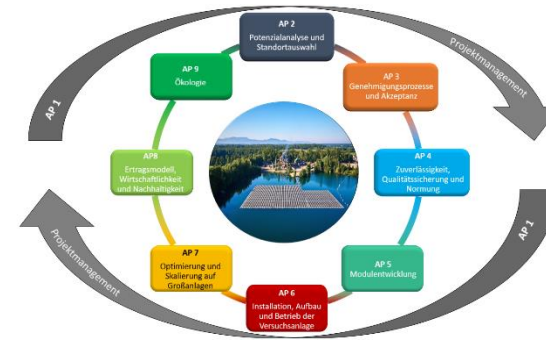 AP 2
Potenzialanalyse und
Standortauswahl
AP 3
Genehmigungsprozesse
und Akzeptanz
AP 4
Zuverlässigkeit,
Qualitätssicherung und
Normung
AP 5
Modulentwicklung
AP 6
Installation, Aufbau
und Betrieb der
Versuchsanlage
AP 7
Optimierung und
Skalierung auf
Großanlagen
AP8
Ertragsmodell,
Wirtschaftlichkeit
und Nachhaltigkeit
AP 9
Ökologie
AP 1
Projektmanagement
AP 1
Projektmanagement